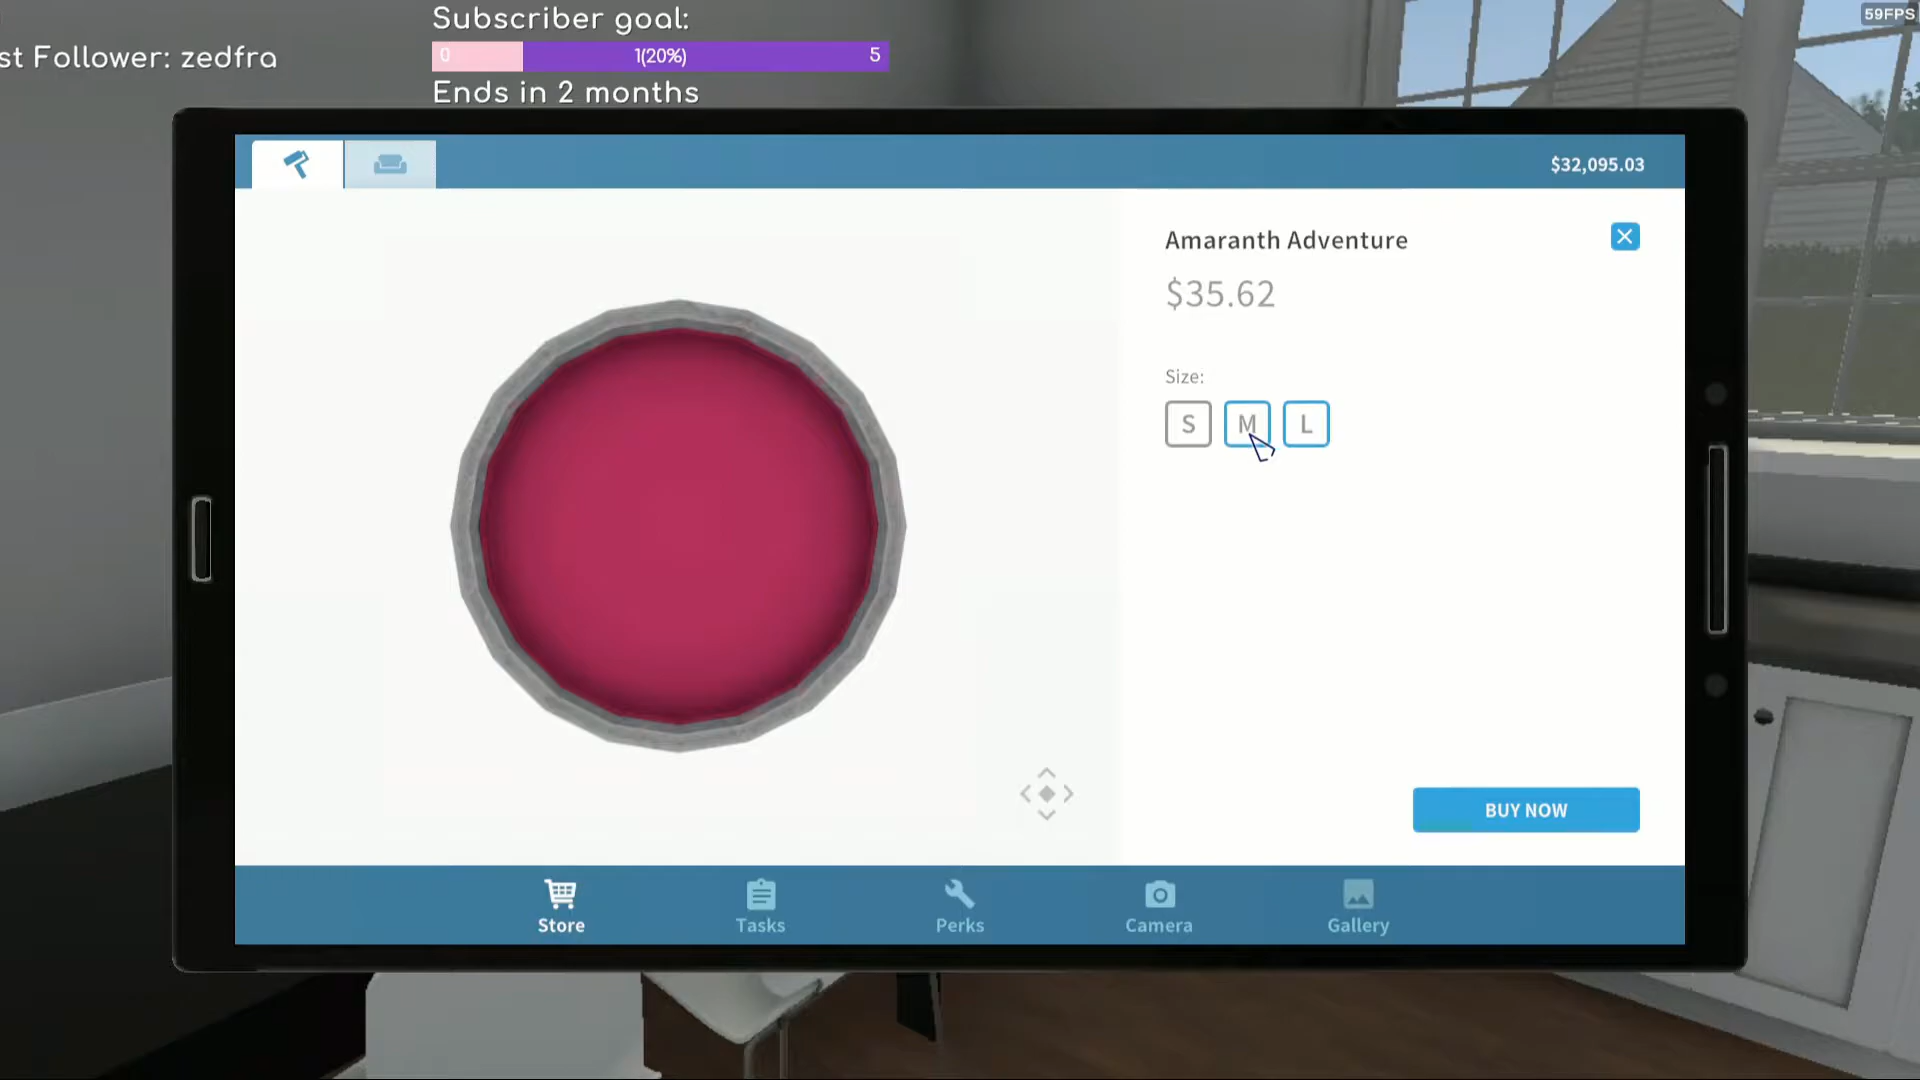 Subscriber goal:
59FPS
st Follower: zedfra
0 1(20%) 5
Ends in 2 months
$32,095.03
Amaranth Adventure
$35.62
Size:
S M L
BUY NOW
Store Tasks Perks Camera Gallery